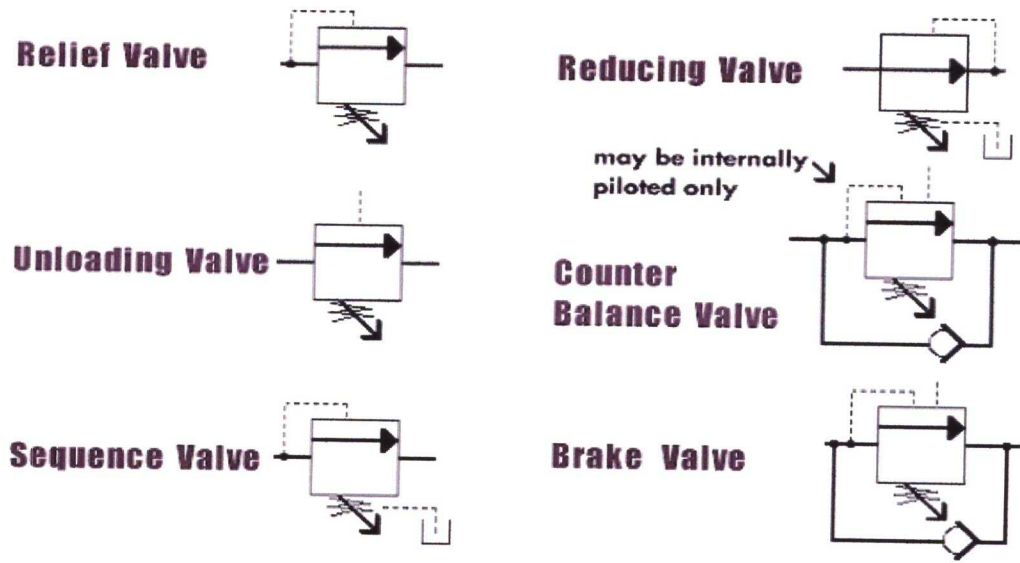 Relief Valve
Reducing Valve
may be internally
piloted only
Unloading Valve
Counter
Balance Valve
Sequence Valve
Brake Valve